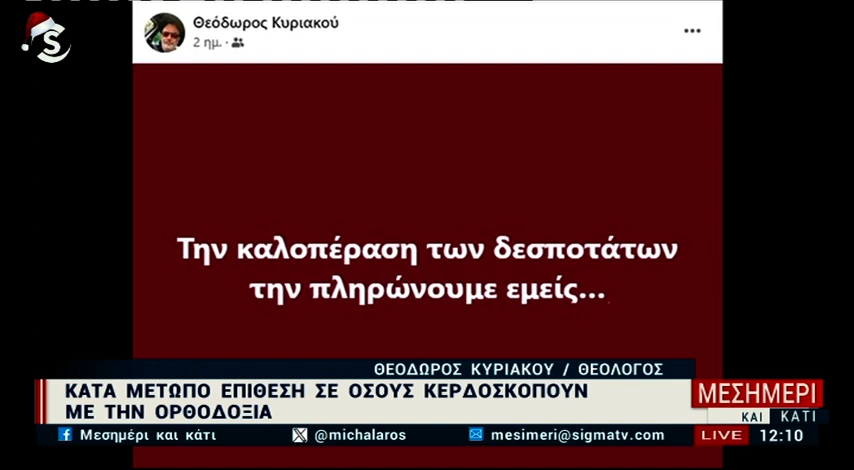 Θεόδωρος Κυριακού
2 ημ. ·
Την καλοπέραση των δεσποτάτων
την πληρώνουμε εμείς...
ΘΕΟΔΩΡΟΣ ΚΥΡΙΑΚΟΥ / ΘΕΟΛΟΓΟΣ
ΚΑΤΑ ΜΕΤΩΠΟ ΕΠΙΘΕΣΗ ΣΕ ΟΣΟΥΣ ΚΕΡΔΟΣΚΟΠΟΥΝ
ΜΕ ΤΗΝ ΟΡΘΟΔΟΞΙΑ
ΜΕΣΗΜΕΡΙ
ΚΑΙ ΚΑΤΙ
Μεσημέρι και κάτι
@michalaros
mesimeri@sigmatv.com
LIVE 12:10